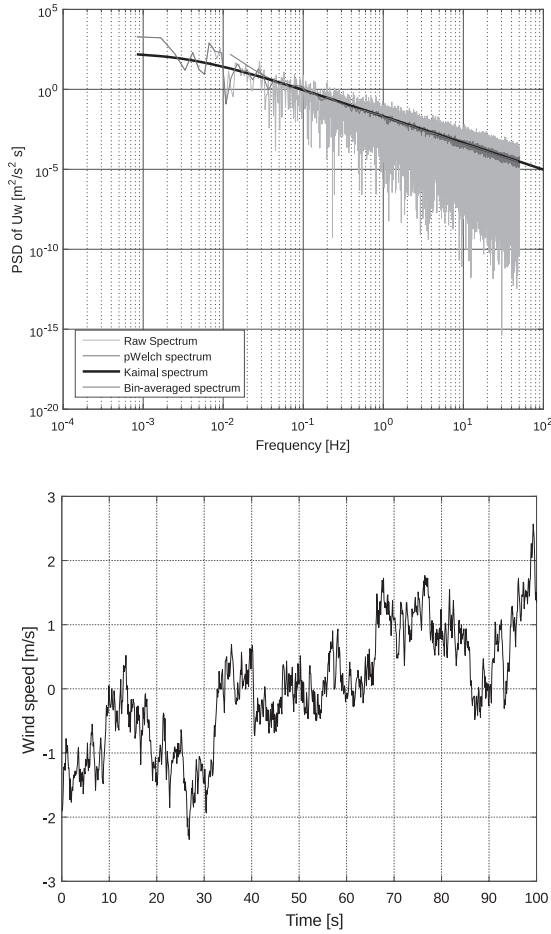 10^5
10^0
10^-5
10^-10
10^-15
10^-20
PSD of Uw [m^2/s^2 s]
Raw Spectrum
pWelch spectrum
Kaimal spectrum
Bin-averaged spectrum
10^-4 10^-3 10^-2 10^-1 10^0 10^1 10^2
Frequency [Hz]
3
2
1
0
-1
-2
-3
Wind speed [m/s]
0 10 20 30 40 50 60 70 80 90 100
Time [s]